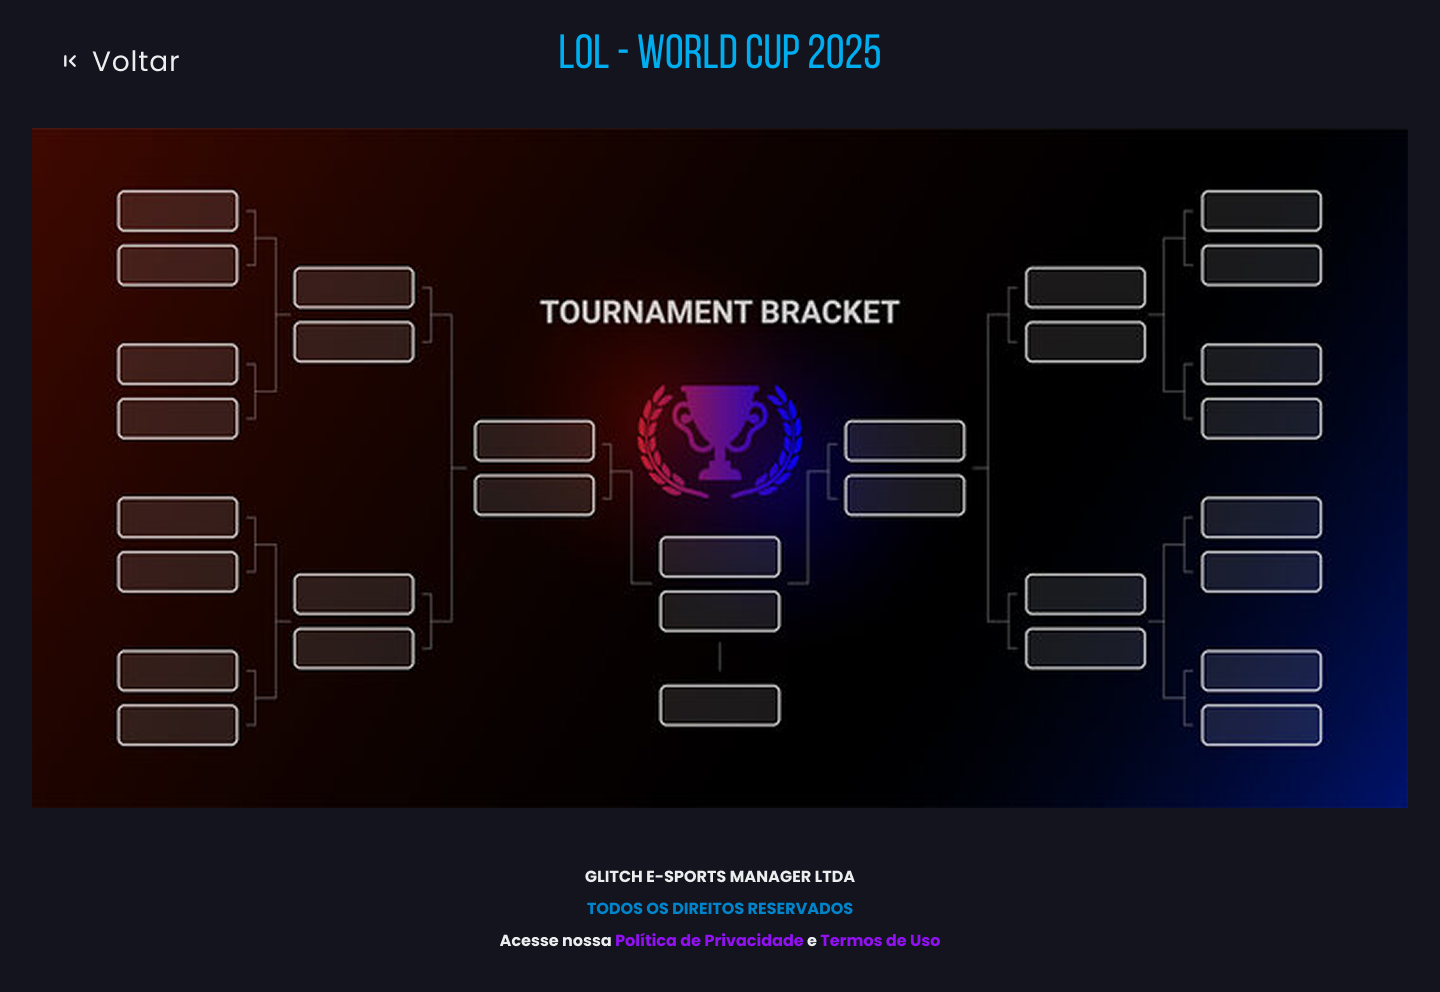 Voltar
LOL - WORLD CUP 2025
TOURNAMENT BRACKET
GLITCH E-SPORTS MANAGER LTDA
TODOS OS DIREITOS RESERVADOS
Acesse nossa Política de Privacidade e Termos de Uso